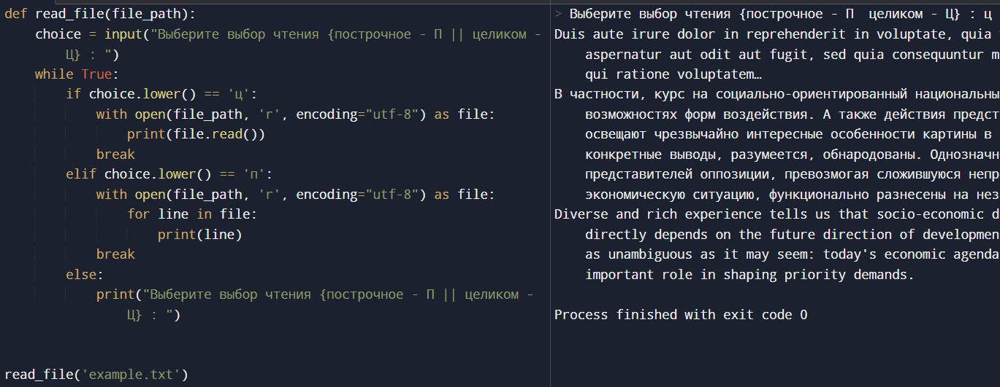 def read_file(file_path):
choice = input("Выберите выбор чтения {построчное - П || целиком -
Ц} : ")
while True:
if choice.lower() == 'ц':
with open(file_path, 'r', encoding="utf-8") as file:
print(file.read())
break
elif choice.lower() == 'п':
with open(file_path, 'r', encoding="utf-8") as file:
for line in file:
print(line)
break
else:
print("Выберите выбор чтения {построчное - П || целиком -
Ц} : ")
read_file('example.txt')
> Выберите выбор чтения {построчное - П  целиком - Ц} : ц
Duis aute irure dolor in reprehenderit in voluptate, quia
aspernatur aut odit aut fugit, sed quia consequuntur m
qui ratione voluptatem…
В частности, курс на социально-ориентированный национальны
возможностях форм воздействия. А также действия предст
освещают чрезвычайно интересные особенности картины в
конкретные выводы, разумеется, обнародованы. Однозначн
представителей оппозиции, превозмогая сложившуюся непр
экономическую ситуацию, функционально разнесены на нез
Diverse and rich experience tells us that socio-economic d
directly depends on the future direction of developmen
as unambiguous as it may seem: today's economic agenda
important role in shaping priority demands.
Process finished with exit code 0